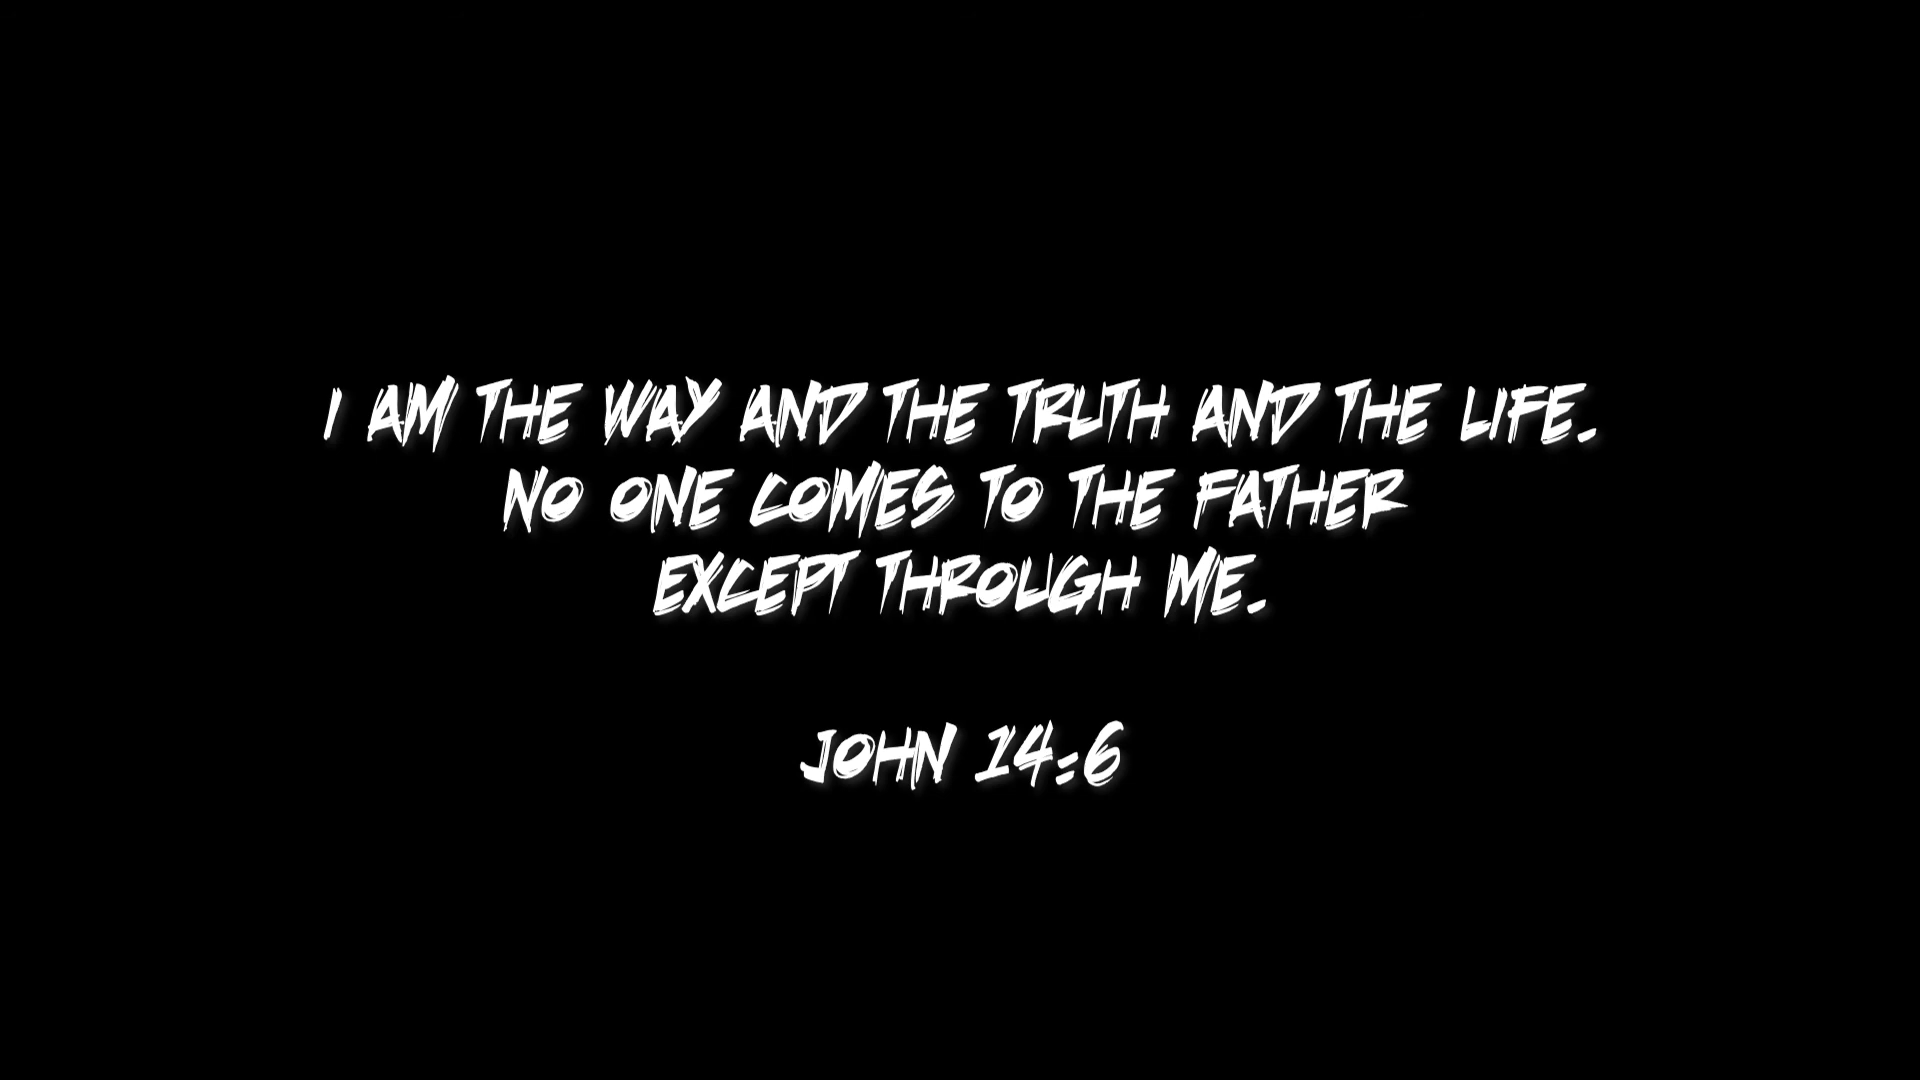 I AM THE WAY AND THE TRUTH AND THE LIFE.
NO ONE COMES TO THE FATHER
EXCEPT THROUGH ME.
JOHN 14:6